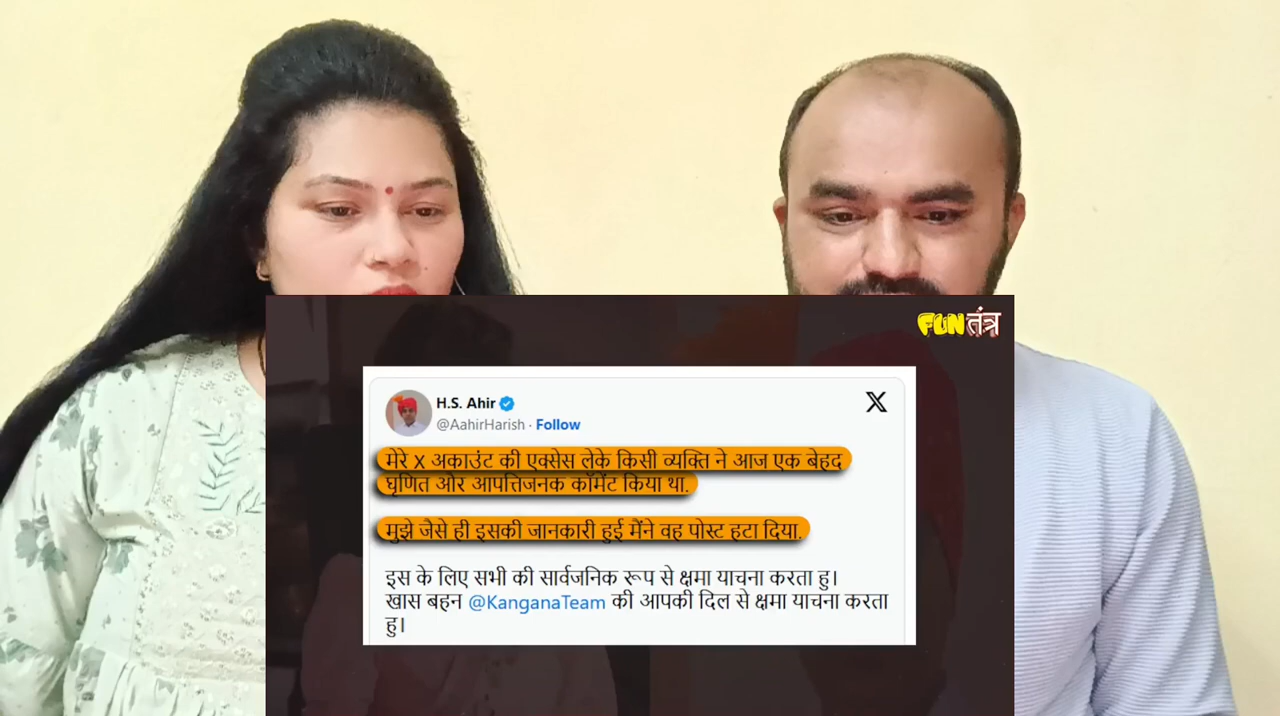 FUNतंत्र
H.S. Ahir
@AahirHarish · Follow
मेरे X अकाउंट की एक्सेस लेके किसी व्यक्ति ने आज एक बेहद
घृणित और आपत्तिजनक कॉमेंट किया था.
मुझे जैसे ही इसकी जानकारी हुई मैंने वह पोस्ट हटा दिया.
इस के लिए सभी की सार्वजनिक रूप से क्षमा याचना करता हु।
खास बहन @KanganaTeam की आपकी दिल से क्षमा याचना करता
हु।